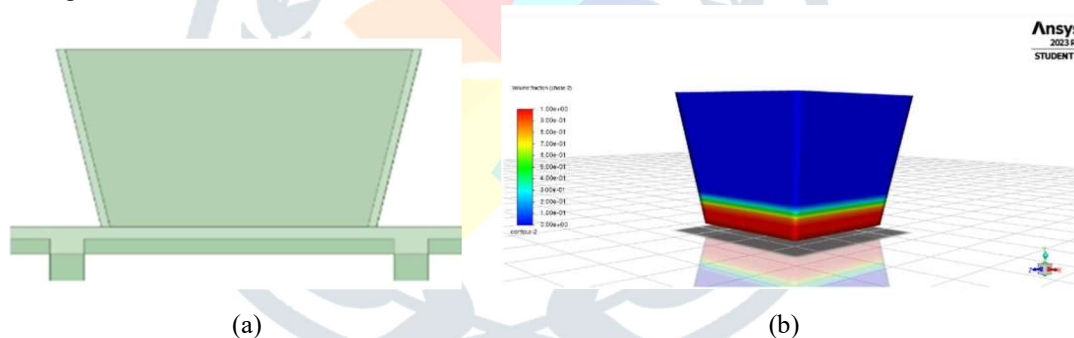 Ansys
2023 R
STUDENT
Volume fraction (phase 2)
1.00e+00
9.00e-01
8.00e-01
7.00e-01
6.00e-01
5.00e-01
4.00e-01
3.00e-01
2.00e-01
1.00e-01
0.00e+00
contour-2
(a)
(b)